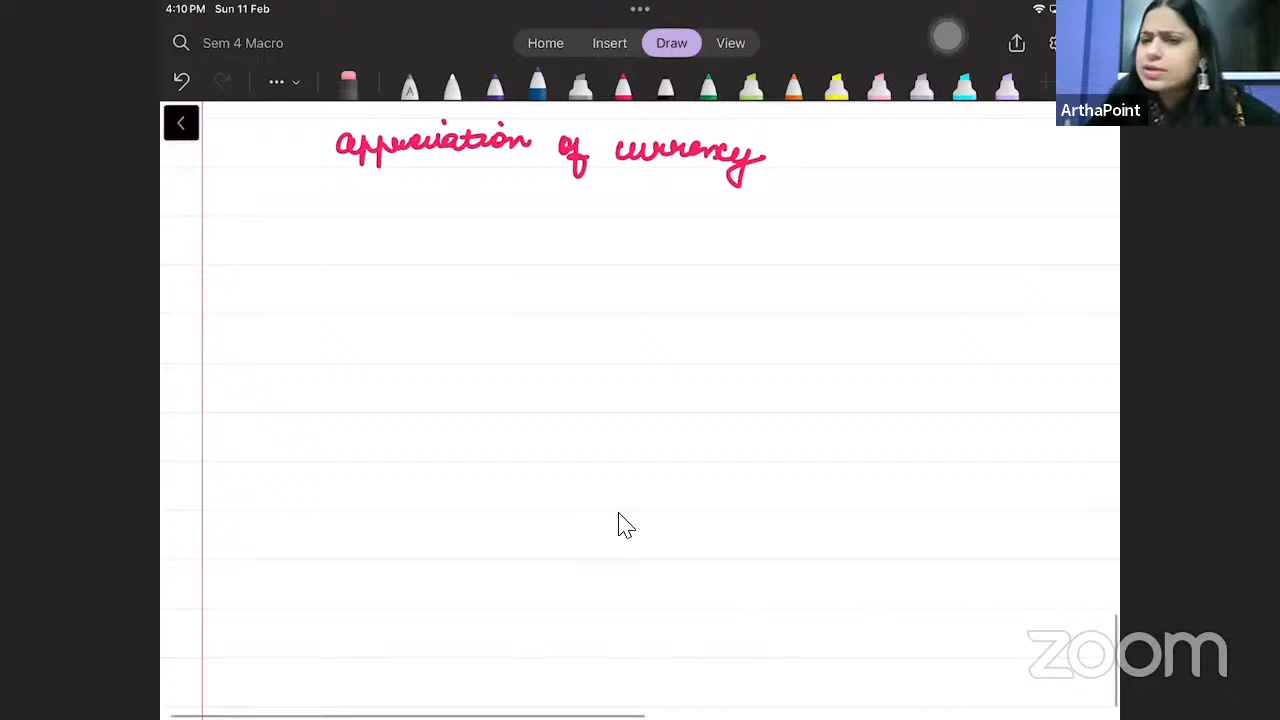 4:10 PM Sun 11 Feb
Sem 4 Macro
Home Insert Draw View
A
ArthaPoint
appreciation of currency
zoom